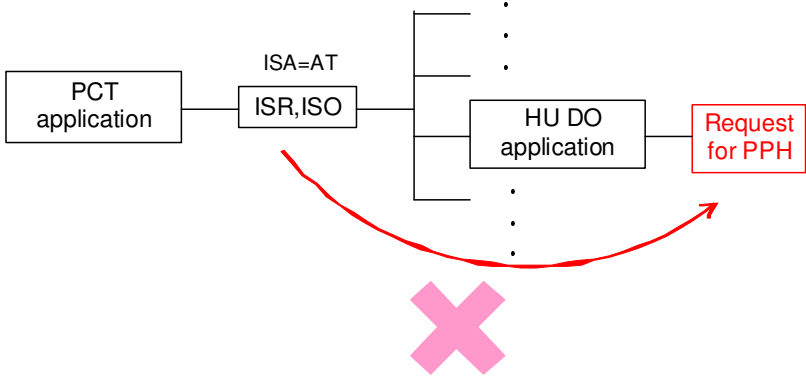 ISA=AT
PCT
application
ISR,ISO
HU DO
application
Request
for PPH